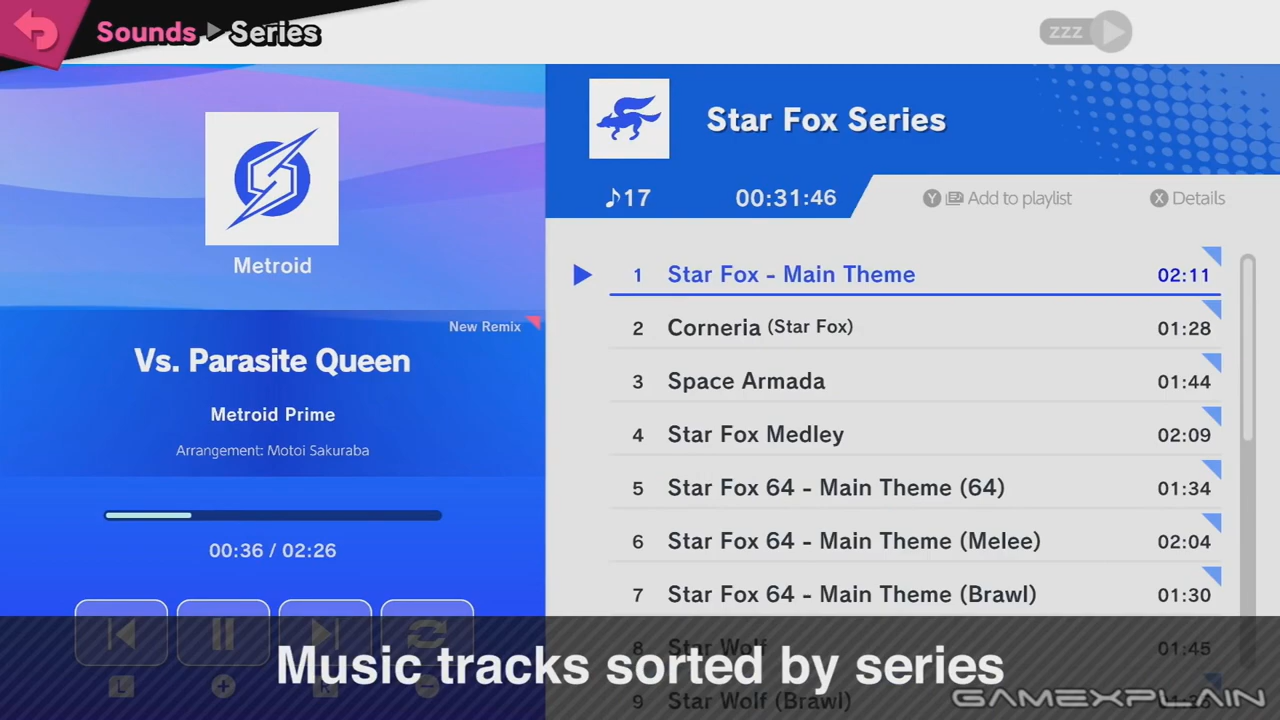 Sounds ▶ Series
zzz
Metroid
New Remix
Vs. Parasite Queen
Metroid Prime
Arrangement: Motoi Sakuraba
00:36 / 02:26
L + R −
Star Fox Series
♪17 00:31:46
Y Add to playlist X Details
1 Star Fox - Main Theme 02:11
2 Corneria (Star Fox) 01:28
3 Space Armada 01:44
4 Star Fox Medley 02:09
5 Star Fox 64 - Main Theme (64) 01:34
6 Star Fox 64 - Main Theme (Melee) 02:04
7 Star Fox 64 - Main Theme (Brawl) 01:30
8 Star Wolf 01:45
9 Star Wolf (Brawl)
Music tracks sorted by series
GAMEXPLAIN